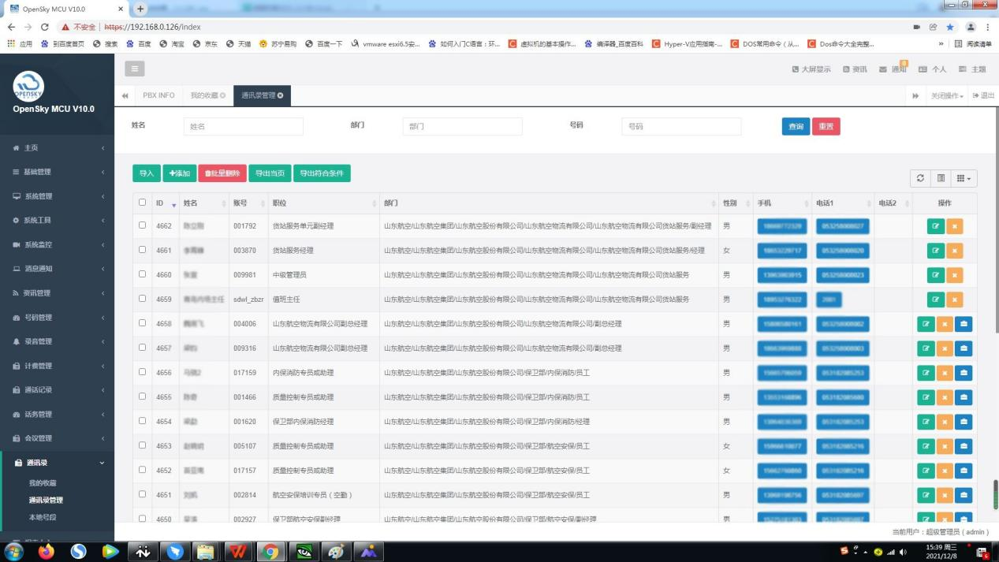 OpenSky MCU V10.0
不安全 https://192.168.0.126/index
应用 到百度首页 搜索 百度 淘宝 京东 天猫 苏宁易购 百度一下 vmware esxi6.5安... 如何入门C语言：环... 虚拟机的基本操作... 编译器_百度百科 Hyper-V应用指南-... DOS常用命令（从... Dos命令大全完整... » 阅读清单
OPENSKY
OpenSky MCU V10.0
大屏显示 资讯 通知 0 个人 主题
PBX INFO 我的收藏 通讯录管理 关闭操作 退出
姓名 姓名 部门 部门 号码 号码 查询 重置
主页
基础管理
系统管理
系统工具
系统监控
消息通知
资讯管理
号码管理
录音管理
计费管理
通话记录
话务管理
会议管理
通讯录
我的收藏
通讯录管理
本地号段
导入 添加 批量删除 导出当页 导出符合条件
ID 姓名 账号 职位 部门 性别 手机 电话1 电话2 操作
4662 001792 货站服务单元副经理 山东航空/山东航空集团/山东航空股份有限公司/山东航空物流有限公司/山东航空物流有限公司货站服务/副经理 男
4661 003870 货站服务经理 山东航空/山东航空集团/山东航空股份有限公司/山东航空物流有限公司/山东航空物流有限公司货站服务/经理 女
4660 009981 中级管理员 山东航空/山东航空集团/山东航空股份有限公司/山东航空物流有限公司/山东航空物流有限公司货站服务 男
4659 sdwl_zbzr 值班主任 山东航空/山东航空集团/山东航空股份有限公司/山东航空物流有限公司/山东航空物流有限公司货站服务 男
4658 004006 山东航空物流有限公司副总经理 山东航空/山东航空集团/山东航空股份有限公司/山东航空物流有限公司/副总经理 男
4657 009316 山东航空物流有限公司副总经理 山东航空/山东航空集团/山东航空股份有限公司/山东航空物流有限公司/副总经理 男
4656 017159 内保消防专员或助理 山东航空/山东航空集团/山东航空股份有限公司/保卫部/内保消防/员工 男
4655 001466 质量控制专员或助理 山东航空/山东航空集团/山东航空股份有限公司/保卫部/内保消防/员工 男
4654 001620 保卫部内保消防经理 山东航空/山东航空集团/山东航空股份有限公司/保卫部/内保消防/经理 男
4653 005107 质量控制专员或助理 山东航空/山东航空集团/山东航空股份有限公司/保卫部/航空安保/员工 女
4652 017157 质量控制专员或助理 山东航空/山东航空集团/山东航空股份有限公司/保卫部/航空安保/员工 女
4651 002814 航空安保培训专员（空勤） 山东航空/山东航空集团/山东航空股份有限公司/保卫部/航空安保/员工 男
4650 002927 保卫部航空安保副经理 山东航空/山东航空集团/山东航空股份有限公司/保卫部/航空安保/副经理 男
当前用户：超级管理员（admin）
15:39 周三
2021/12/8
6